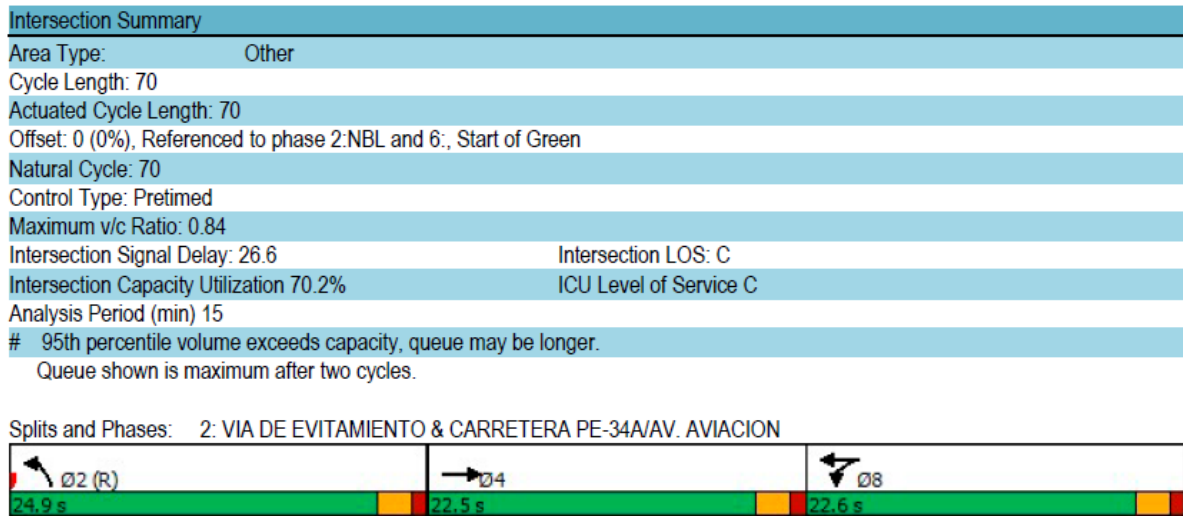 Intersection Summary
Area Type: Other
Cycle Length: 70
Actuated Cycle Length: 70
Offset: 0 (0%), Referenced to phase 2:NBL and 6:, Start of Green
Natural Cycle: 70
Control Type: Pretimed
Maximum v/c Ratio: 0.84
Intersection Signal Delay: 26.6 Intersection LOS: C
Intersection Capacity Utilization 70.2% ICU Level of Service C
Analysis Period (min) 15
# 95th percentile volume exceeds capacity, queue may be longer.
Queue shown is maximum after two cycles.
Splits and Phases: 2: VIA DE EVITAMIENTO & CARRETERA PE-34A/AV. AVIACION
Ø2 (R) Ø4 Ø8
24.9 s 22.5 s 22.6 s